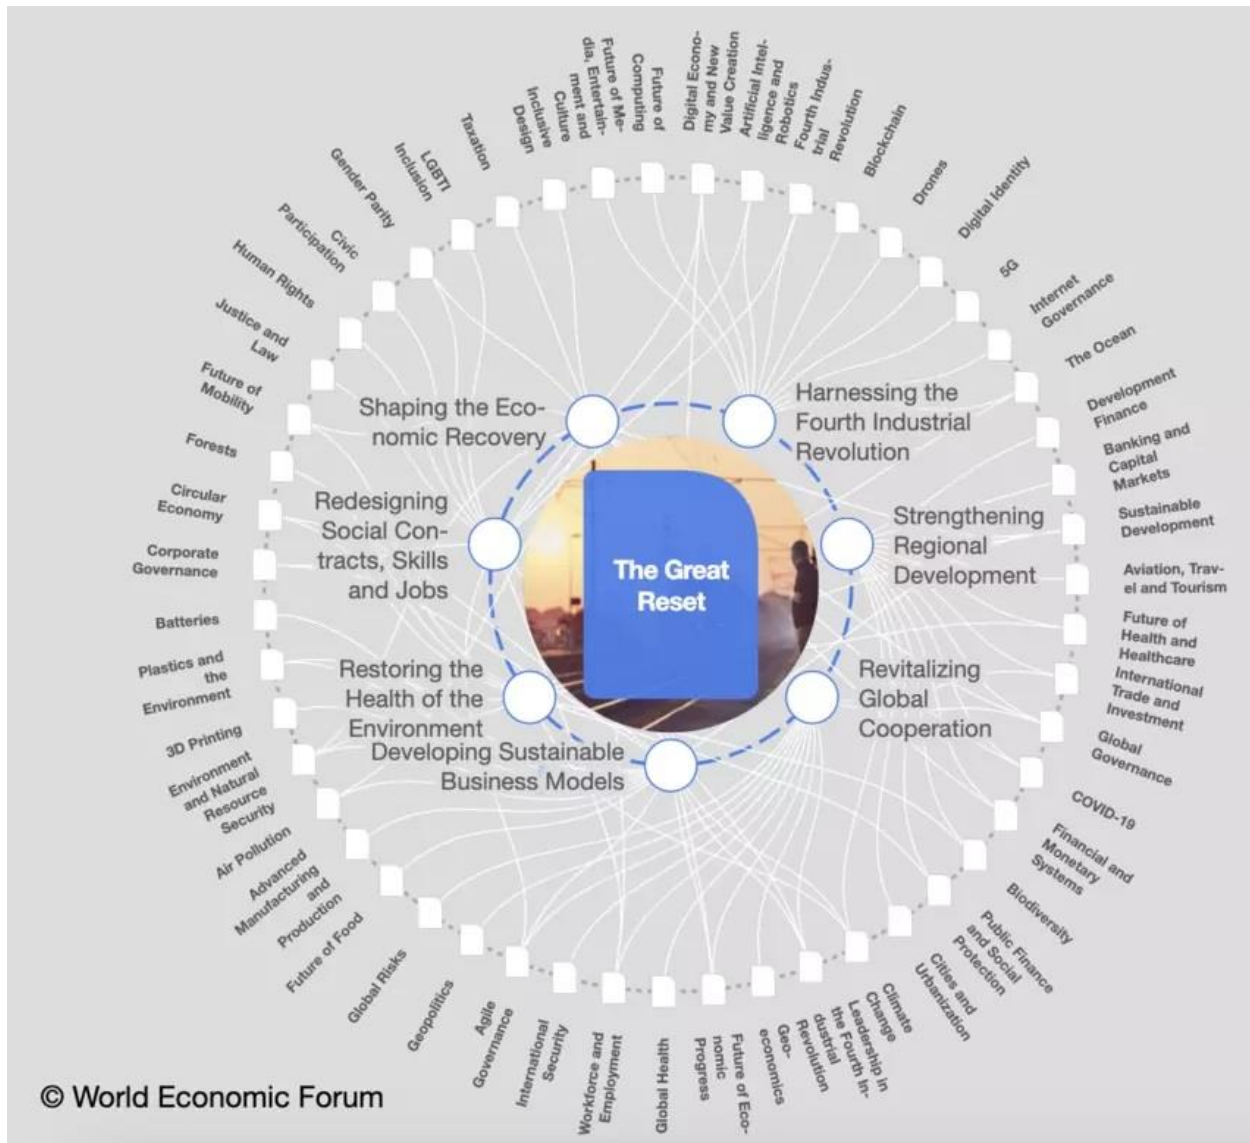 The Great
Reset
Harnessing the
Fourth Industrial
Revolution
Strengthening
Regional
Development
Revitalizing
Global
Cooperation
Developing Sustainable
Business Models
Restoring the
Health of the
Environment
Redesigning
Social Con-
tracts, Skills
and Jobs
Shaping the Eco-
nomic Recovery
Digital Econo-
my and New
Value Creation
Artificial Intel-
ligence and
Robotics
Fourth Indus-
trial
Revolution
Blockchain
Drones
Digital Identity
5G
Internet
Governance
The Ocean
Development
Finance
Banking and
Capital
Markets
Sustainable
Development
Aviation, Trav-
el and Tourism
Future of
Health and
Healthcare
International
Trade and
Investment
Global
Governance
COVID-19
Financial and
Monetary
Systems
Biodiversity
Public Finance
and Social
Protection
Cities and
Urbanization
Climate
Change
Leadership in
the Fourth In-
dustrial
Revolution
Geo-
economics
Future of Eco-
nomic
Progress
Global Health
Workforce and
Employment
International
Security
Agile
Governance
Geopolitics
Global Risks
Future of Food
Advanced
Manufacturing
and
Production
Air Pollution
Environment
and Natural
Resource
Security
3D Printing
Plastics and
the
Environment
Batteries
Corporate
Governance
Circular
Economy
Forests
Future of
Mobility
Justice and
Law
Human Rights
Civic
Participation
Gender Parity
LGBTI
Inclusion
Taxation
Inclusive
Design
Future of Me-
dia, Entertain-
ment and
Culture
Future of
Computing
© World Economic Forum